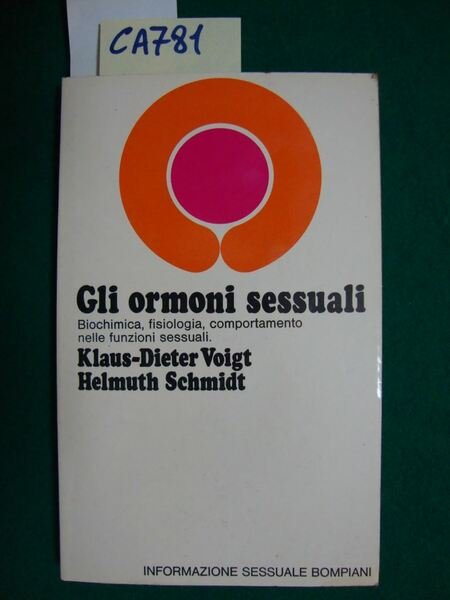 CA781
Gli ormoni sessuali
Biochimica, fisiologia, comportamento
nelle funzioni sessuali.
Klaus-Dieter Voigt
Helmuth Schmidt
INFORMAZIONE SESSUALE BOMPIANI